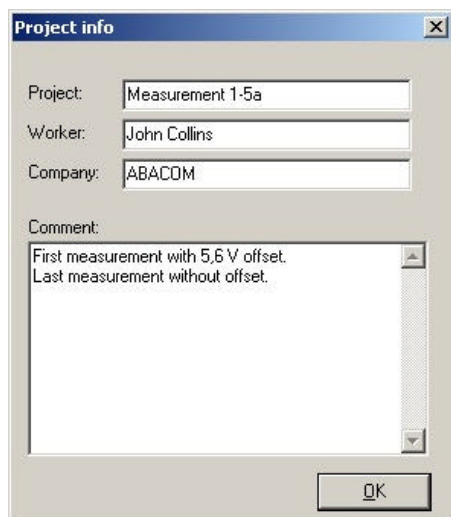 Project info
Project: Measurement 1-5a
Worker: John Collins
Company: ABACOM
Comment:
First measurement with 5,6 V offset.
Last measurement without offset.
OK